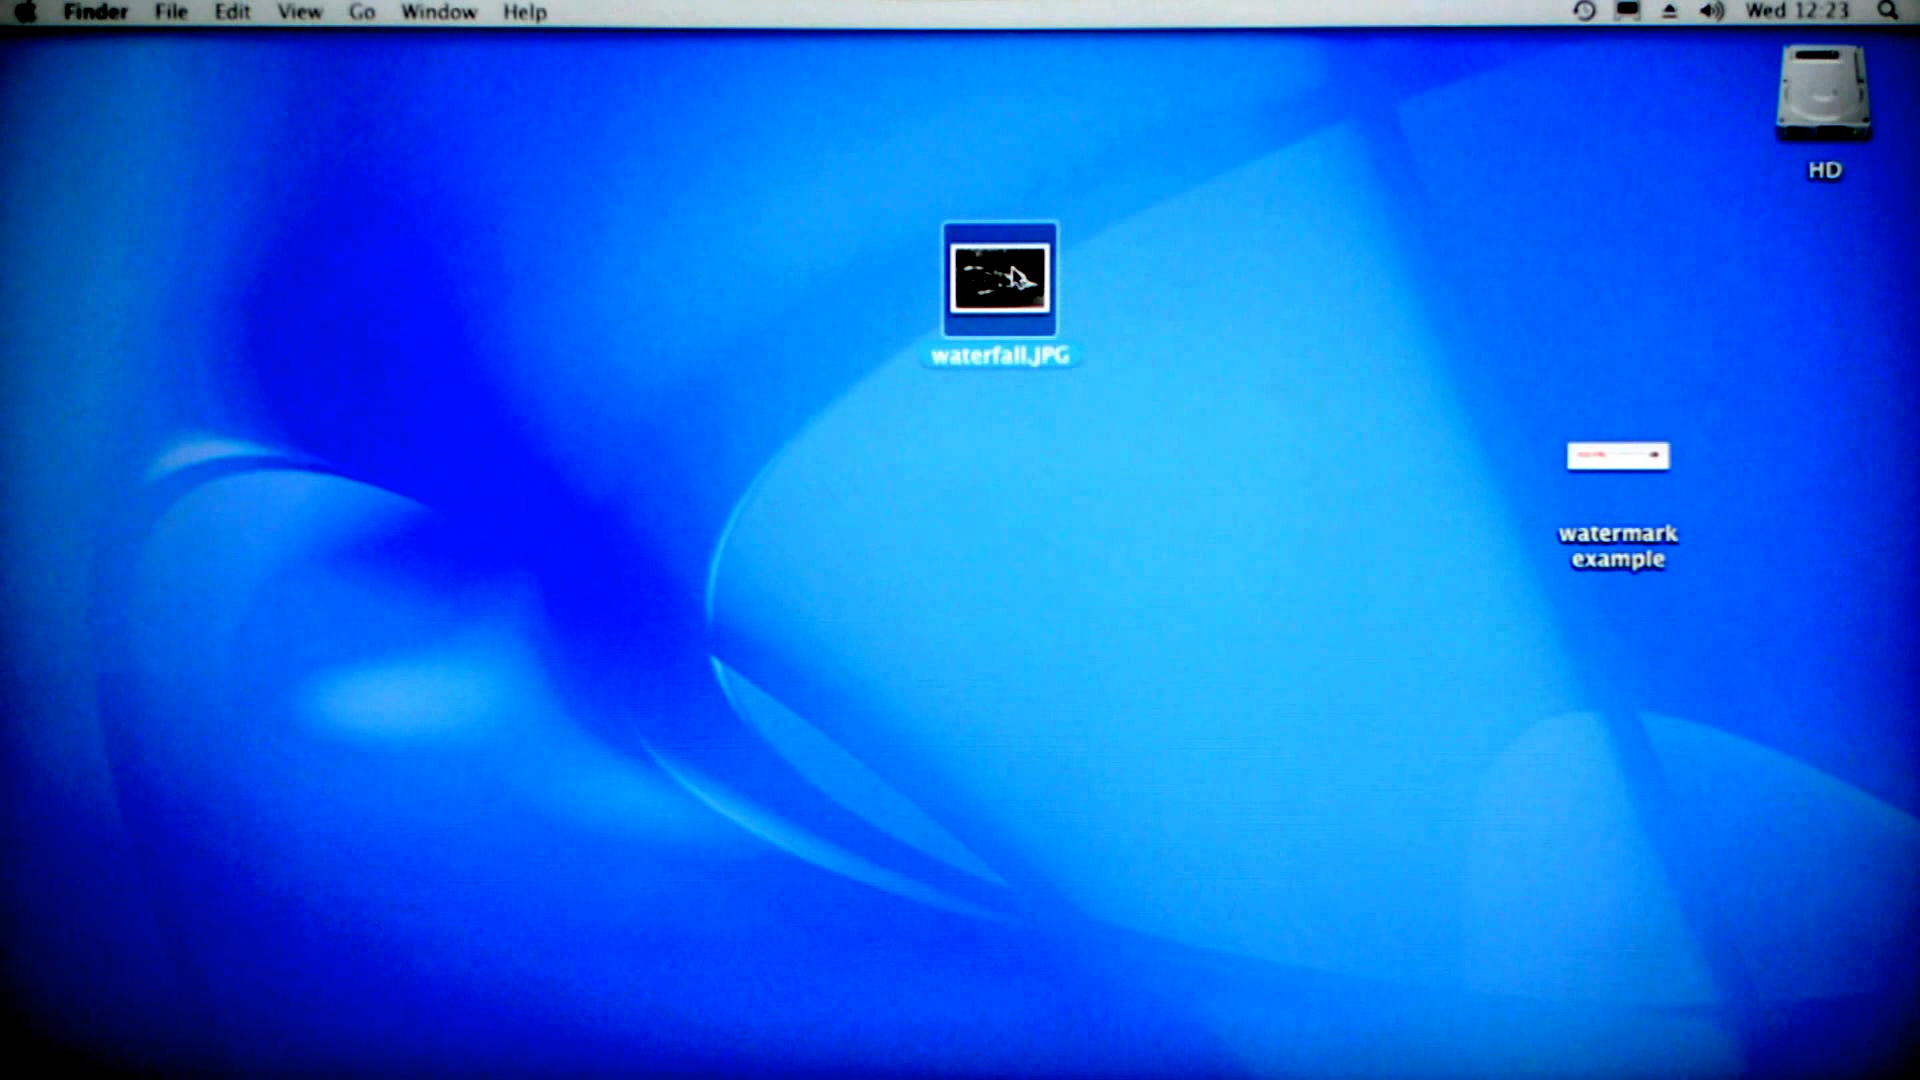 Finder File Edit View Go Window Help Wed 12:23
HD
waterfall.JPG
watermark
example